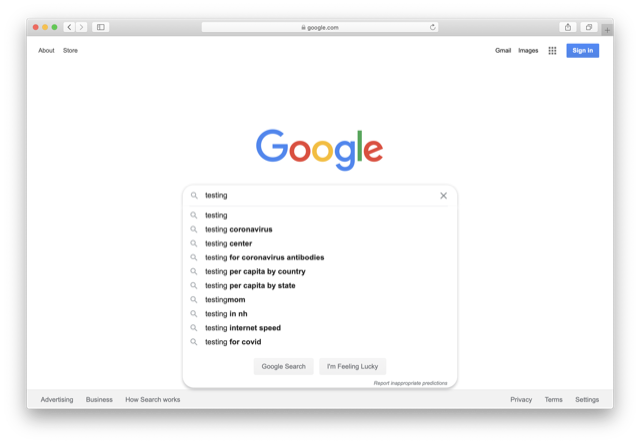 google.com
About Store Gmail Images Sign in
Google
testing
testing
testing coronavirus
testing center
testing for coronavirus antibodies
testing per capita by country
testing per capita by state
testingmom
testing in nh
testing internet speed
testing for covid
Google Search I'm Feeling Lucky
Report inappropriate predictions
Advertising Business How Search works Privacy Terms Settings